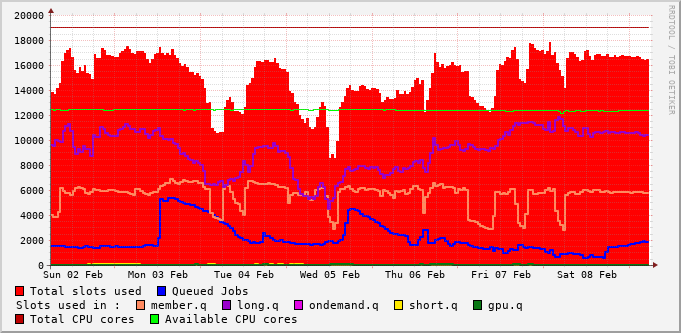 20000
18000
16000
14000
12000
10000
8000
6000
4000
2000
0
Sun 02 Feb Mon 03 Feb Tue 04 Feb Wed 05 Feb Thu 06 Feb Fri 07 Feb Sat 08 Feb
Total slots used Queued Jobs
Slots used in : member.q long.q ondemand.q short.q gpu.q
Total CPU cores Available CPU cores
RRDTOOL / TOBI OETIKER